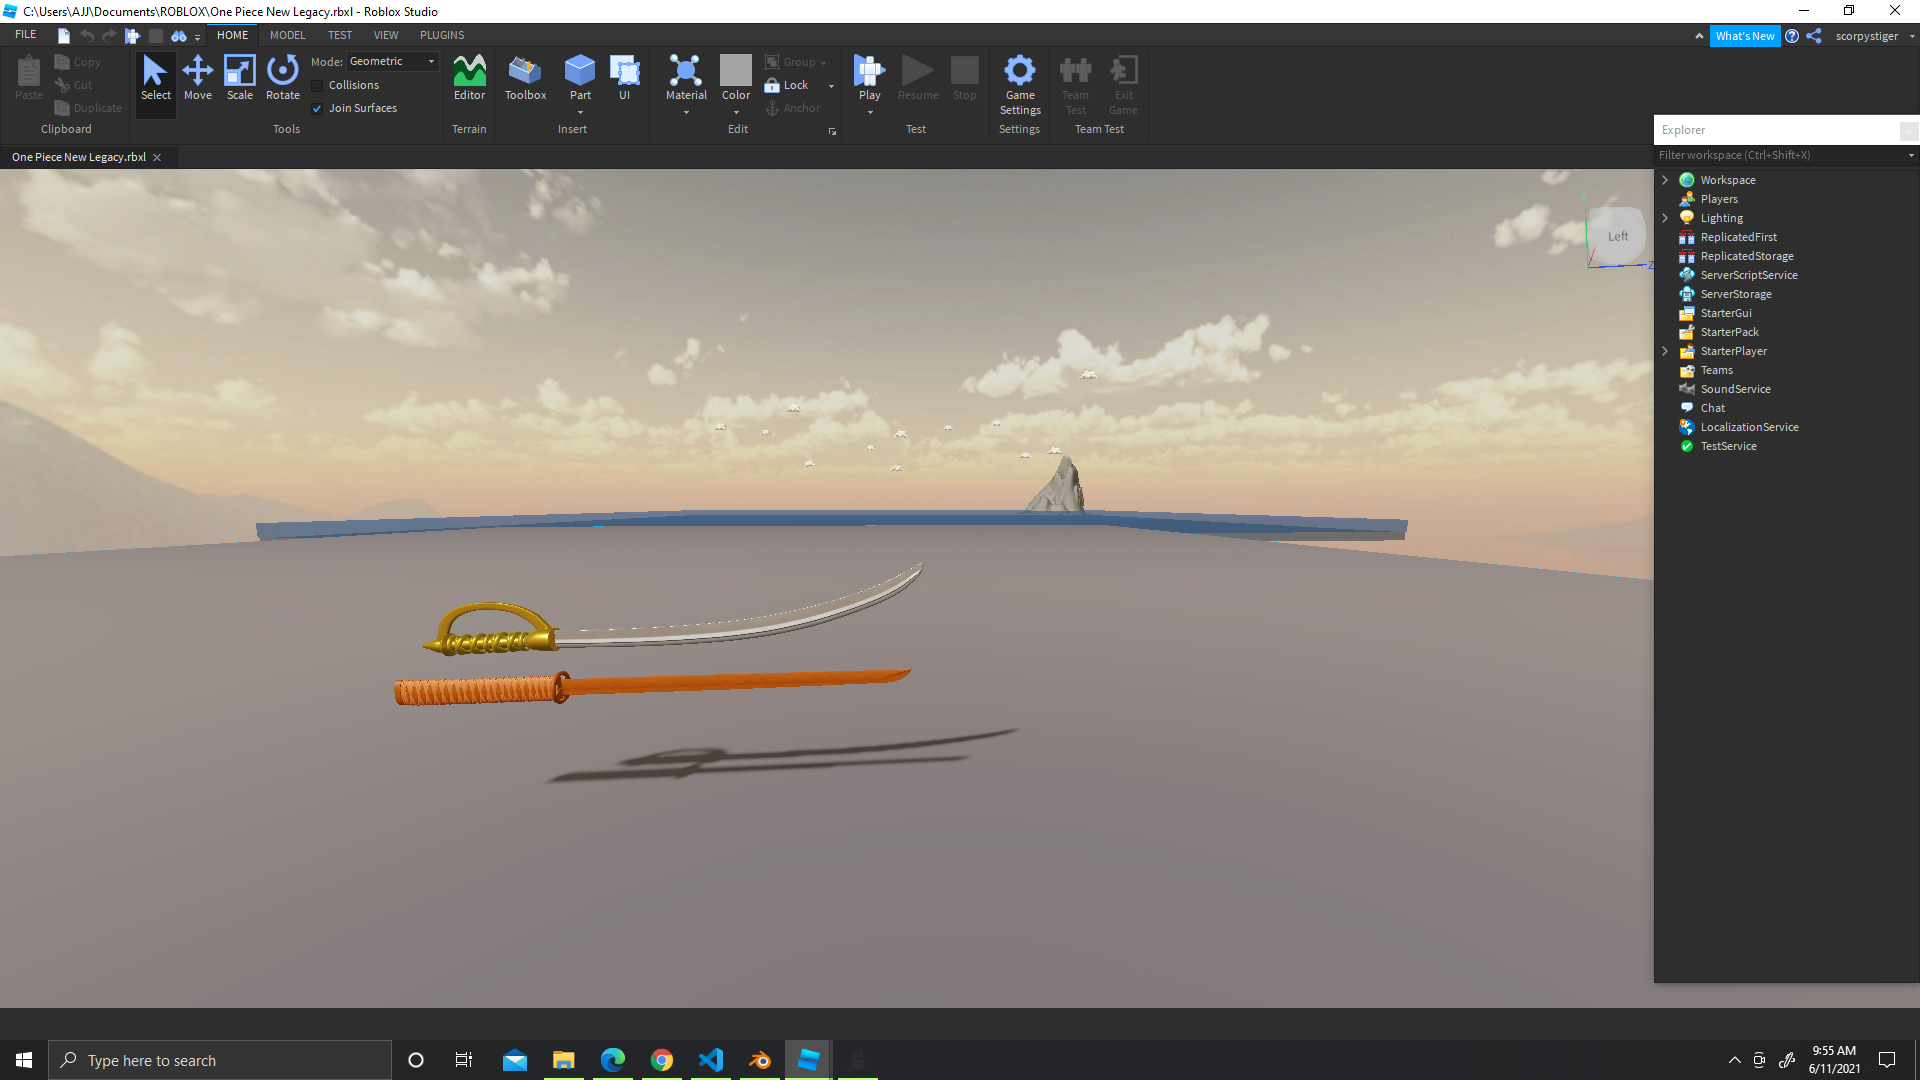 C:\Users\AJJ\Documents\ROBLOX\One Piece New Legacy.rbxl - Roblox Studio
FILE HOME MODEL TEST VIEW PLUGINS What's New scorpystiger
Paste
Copy
Cut
Duplicate
Clipboard
Select Move Scale Rotate
Mode: Geometric
Collisions
Join Surfaces
Tools
Editor
Terrain
Toolbox Part UI
Insert
Material Color
Group
Lock
Anchor
Edit
Play Resume Stop
Test
Game
Settings
Settings
Team
Test
Exit
Game
Team Test
One Piece New Legacy.rbxl
Explorer
Filter workspace (Ctrl+Shift+X)
Workspace
Players
Lighting
ReplicatedFirst
ReplicatedStorage
ServerScriptService
ServerStorage
StarterGui
StarterPack
StarterPlayer
Teams
SoundService
Chat
LocalizationService
TestService
Y
Left
Z
Type here to search
9:55 AM
6/11/2021